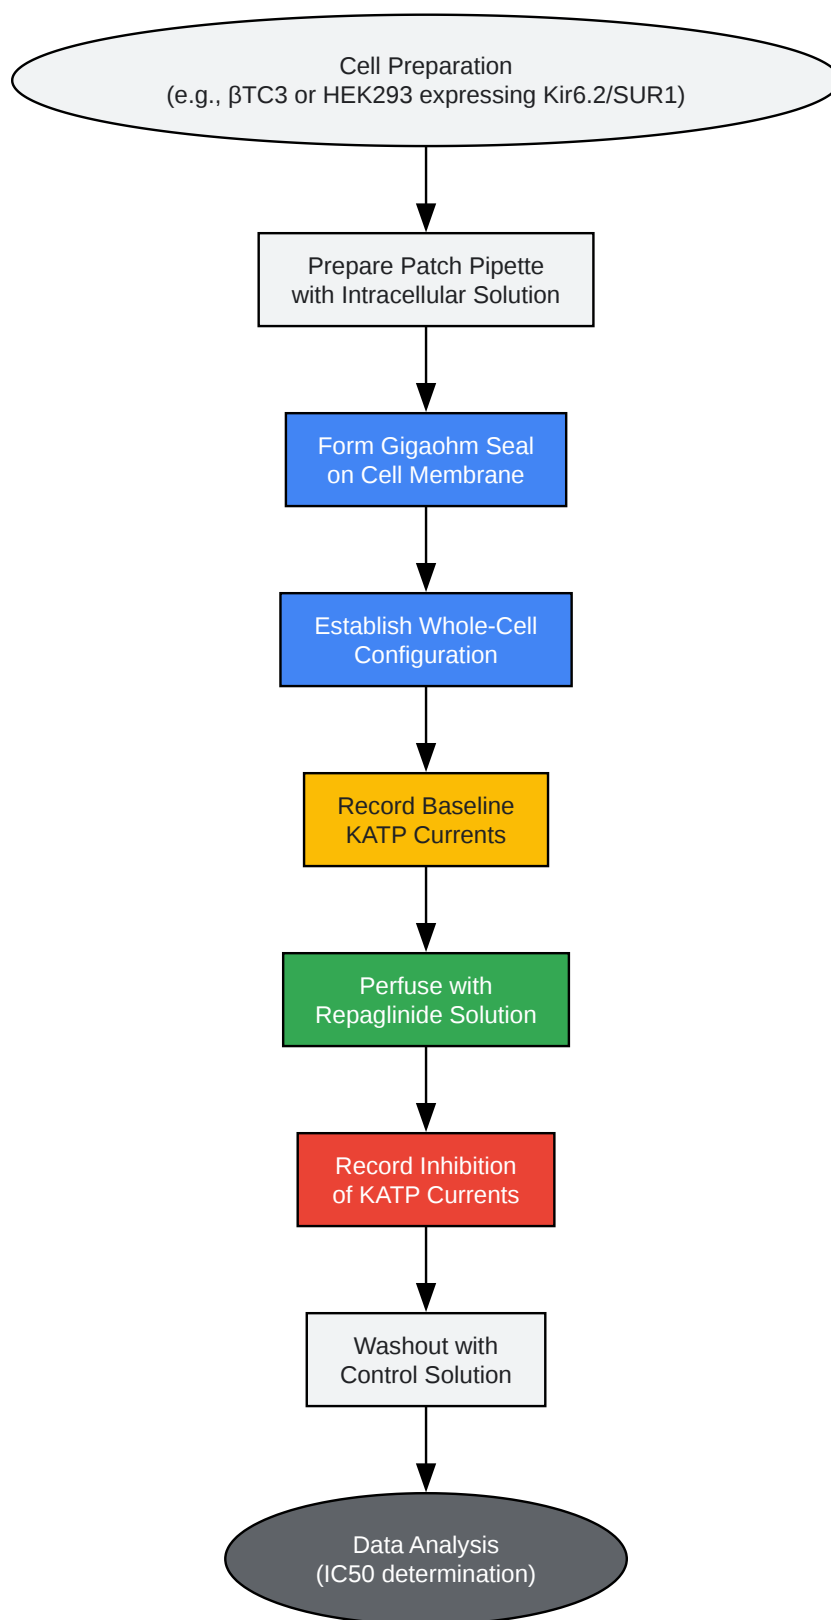 Cell Preparation
(e.g., βTC3 or HEK293 expressing Kir6.2/SUR1)
Prepare Patch Pipette
with Intracellular Solution
Form Gigaohm Seal
on Cell Membrane
Establish Whole-Cell
Configuration
Record Baseline
KATP Currents
Perfuse with
Repaglinide Solution
Record Inhibition
of KATP Currents
Washout with
Control Solution
Data Analysis
(IC50 determination)